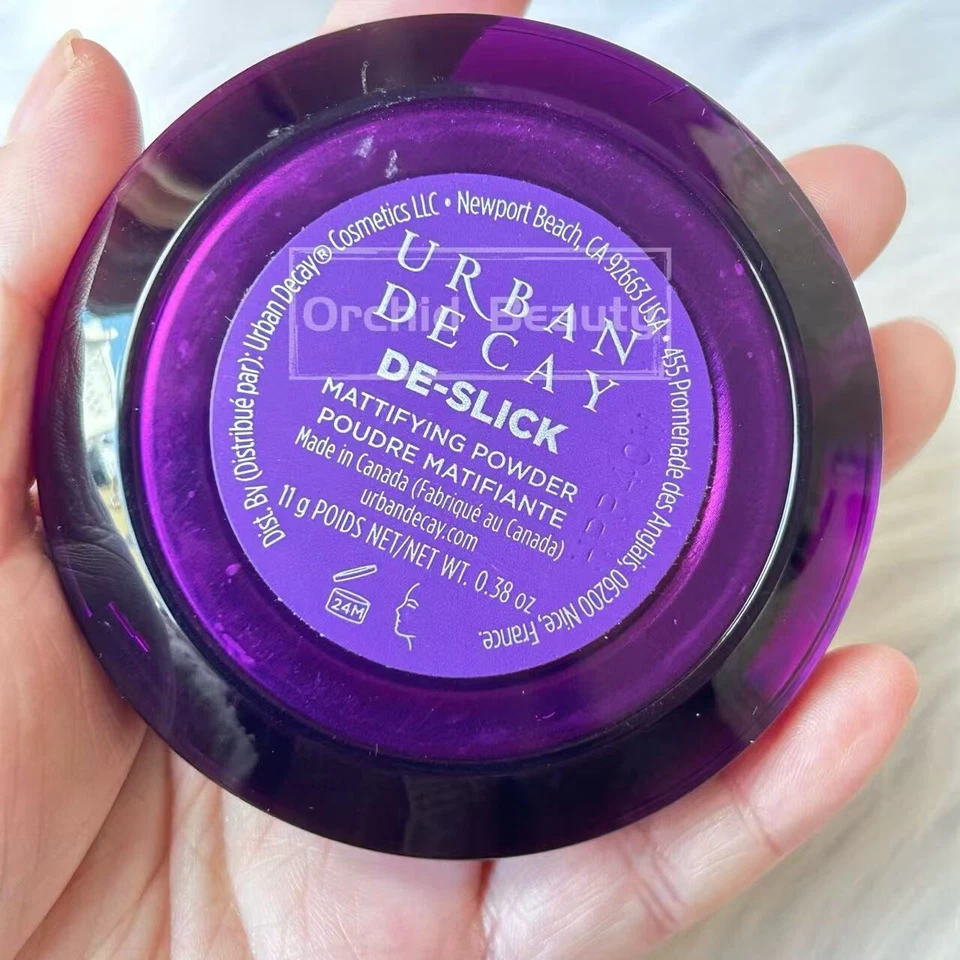 Dist. By (Distribué par): Urban Decay® Cosmetics LLC • Newport Beach, CA 92663 USA • 455 Promenade des Anglais, 06200 Nice, France.
URBAN
DECAY
Orchid Beauty
DE-SLICK
MATTIFYING POWDER
POUDRE MATIFIANTE
Made in Canada (Fabriqué au Canada)
urbandecay.com
11 g POIDS NET/NET WT. 0.38 oz
24M